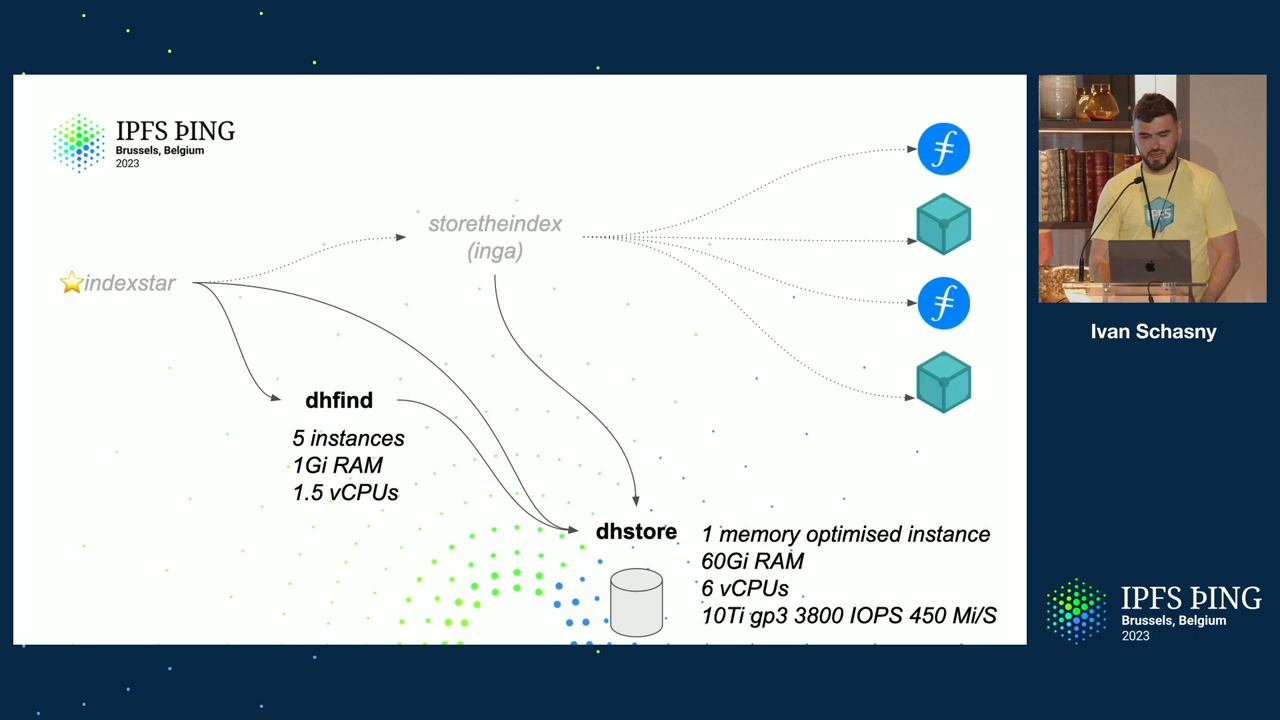 IPFS ÞING
Brussels, Belgium
2023
storetheindex
(inga)
indexstar
dhfind
5 instances
1Gi RAM
1.5 vCPUs
dhstore
1 memory optimised instance
60Gi RAM
6 vCPUs
10Ti gp3 3800 IOPS 450 Mi/S
IPFS
Ivan Schasny
IPFS ÞING
Brussels, Belgium
2023